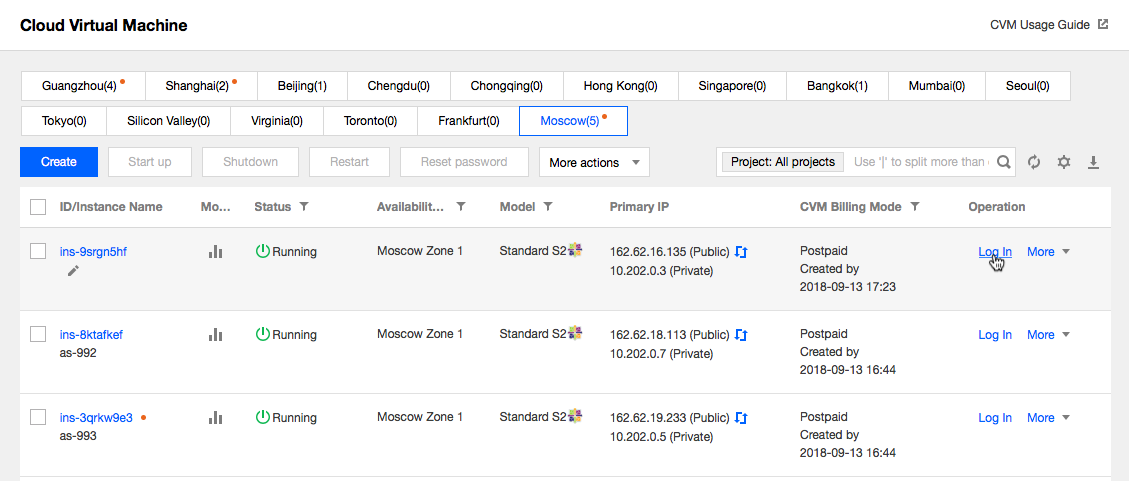 Cloud Virtual Machine
CVM Usage Guide
Guangzhou(4) Shanghai(2) Beijing(1) Chengdu(0) Chongqing(0) Hong Kong(0) Singapore(0) Bangkok(1) Mumbai(0) Seoul(0)
Tokyo(0) Silicon Valley(0) Virginia(0) Toronto(0) Frankfurt(0) Moscow(5)
Create Start up Shutdown Restart Reset password More actions Project: All projects Use '|' to split more than
ID/Instance Name Mo... Status Availabilit... Model Primary IP CVM Billing Mode Operation
ins-9srgn5hf Running Moscow Zone 1 Standard S2 162.62.16.135 (Public) Postpaid Log In More
10.202.0.3 (Private) Created by
2018-09-13 17:23
ins-8ktafkef Running Moscow Zone 1 Standard S2 162.62.18.113 (Public) Postpaid Log In More
as-992 10.202.0.7 (Private) Created by
2018-09-13 16:44
ins-3qrkw9e3 Running Moscow Zone 1 Standard S2 162.62.19.233 (Public) Postpaid Log In More
as-993 10.202.0.5 (Private) Created by
2018-09-13 16:44